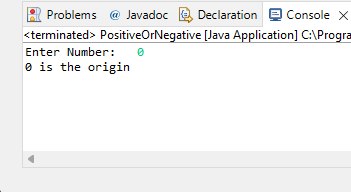 Problems @ Javadoc Declaration Console
<terminated> PositiveOrNegative [Java Application] C:\Progra
Enter Number: 0
0 is the origin